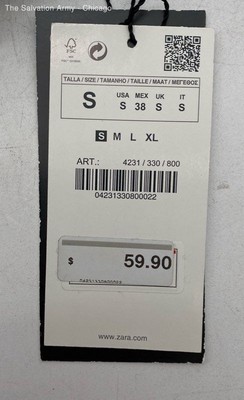 The Salvation Army - Chicago
FSC
TALLA / SIZE / TAMANHO / TAILLE / MAAT / ΜΕΓΕΘΟΣ
S
USA MEX UK IT
S 38 S S
S M L XL
ART.: 4231 / 330 / 800
04231330800022
$ 59.90
www.zara.com